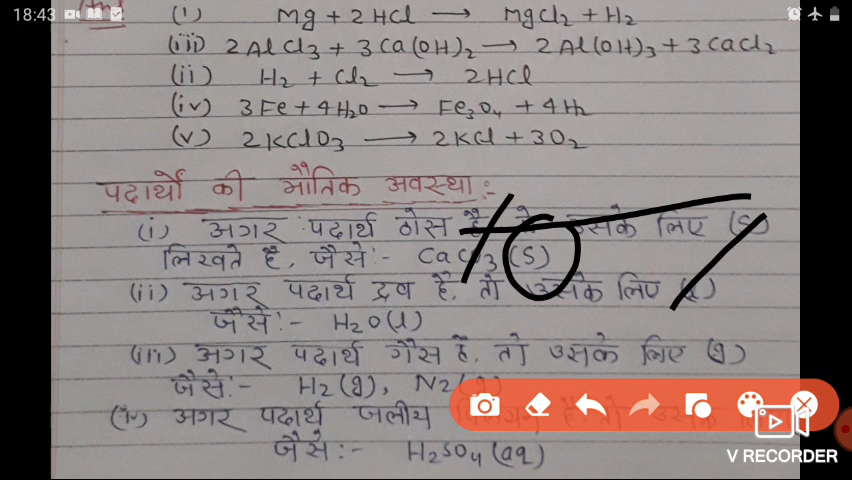 18:43
(i) Mg + 2HCl → MgCl2 + H2
(iii) 2AlCl3 + 3Ca(OH)2 → 2Al(OH)3 + 3CaCl2
(ii) H2 + Cl2 → 2HCl
(iv) 3Fe + 4H2O → Fe3O4 + 4H2
(v) 2KClO3 → 2KCl + 3O2
पदार्थों की भौतिक अवस्था :-
(i) अगर पदार्थ ठोस है उसके लिए (s)
लिखते हैं, जैसे:- CaCO3 (S)
(ii) अगर पदार्थ द्रव है, तो उसके लिए (l)
जैसे:- H2O(l)
(iii) अगर पदार्थ गैस है, तो उसके लिए (g)
जैसे:- H2(g), N2(g)
(iv) अगर पदार्थ जलीय
जैसे:- H2SO4(aq)
V RECORDER